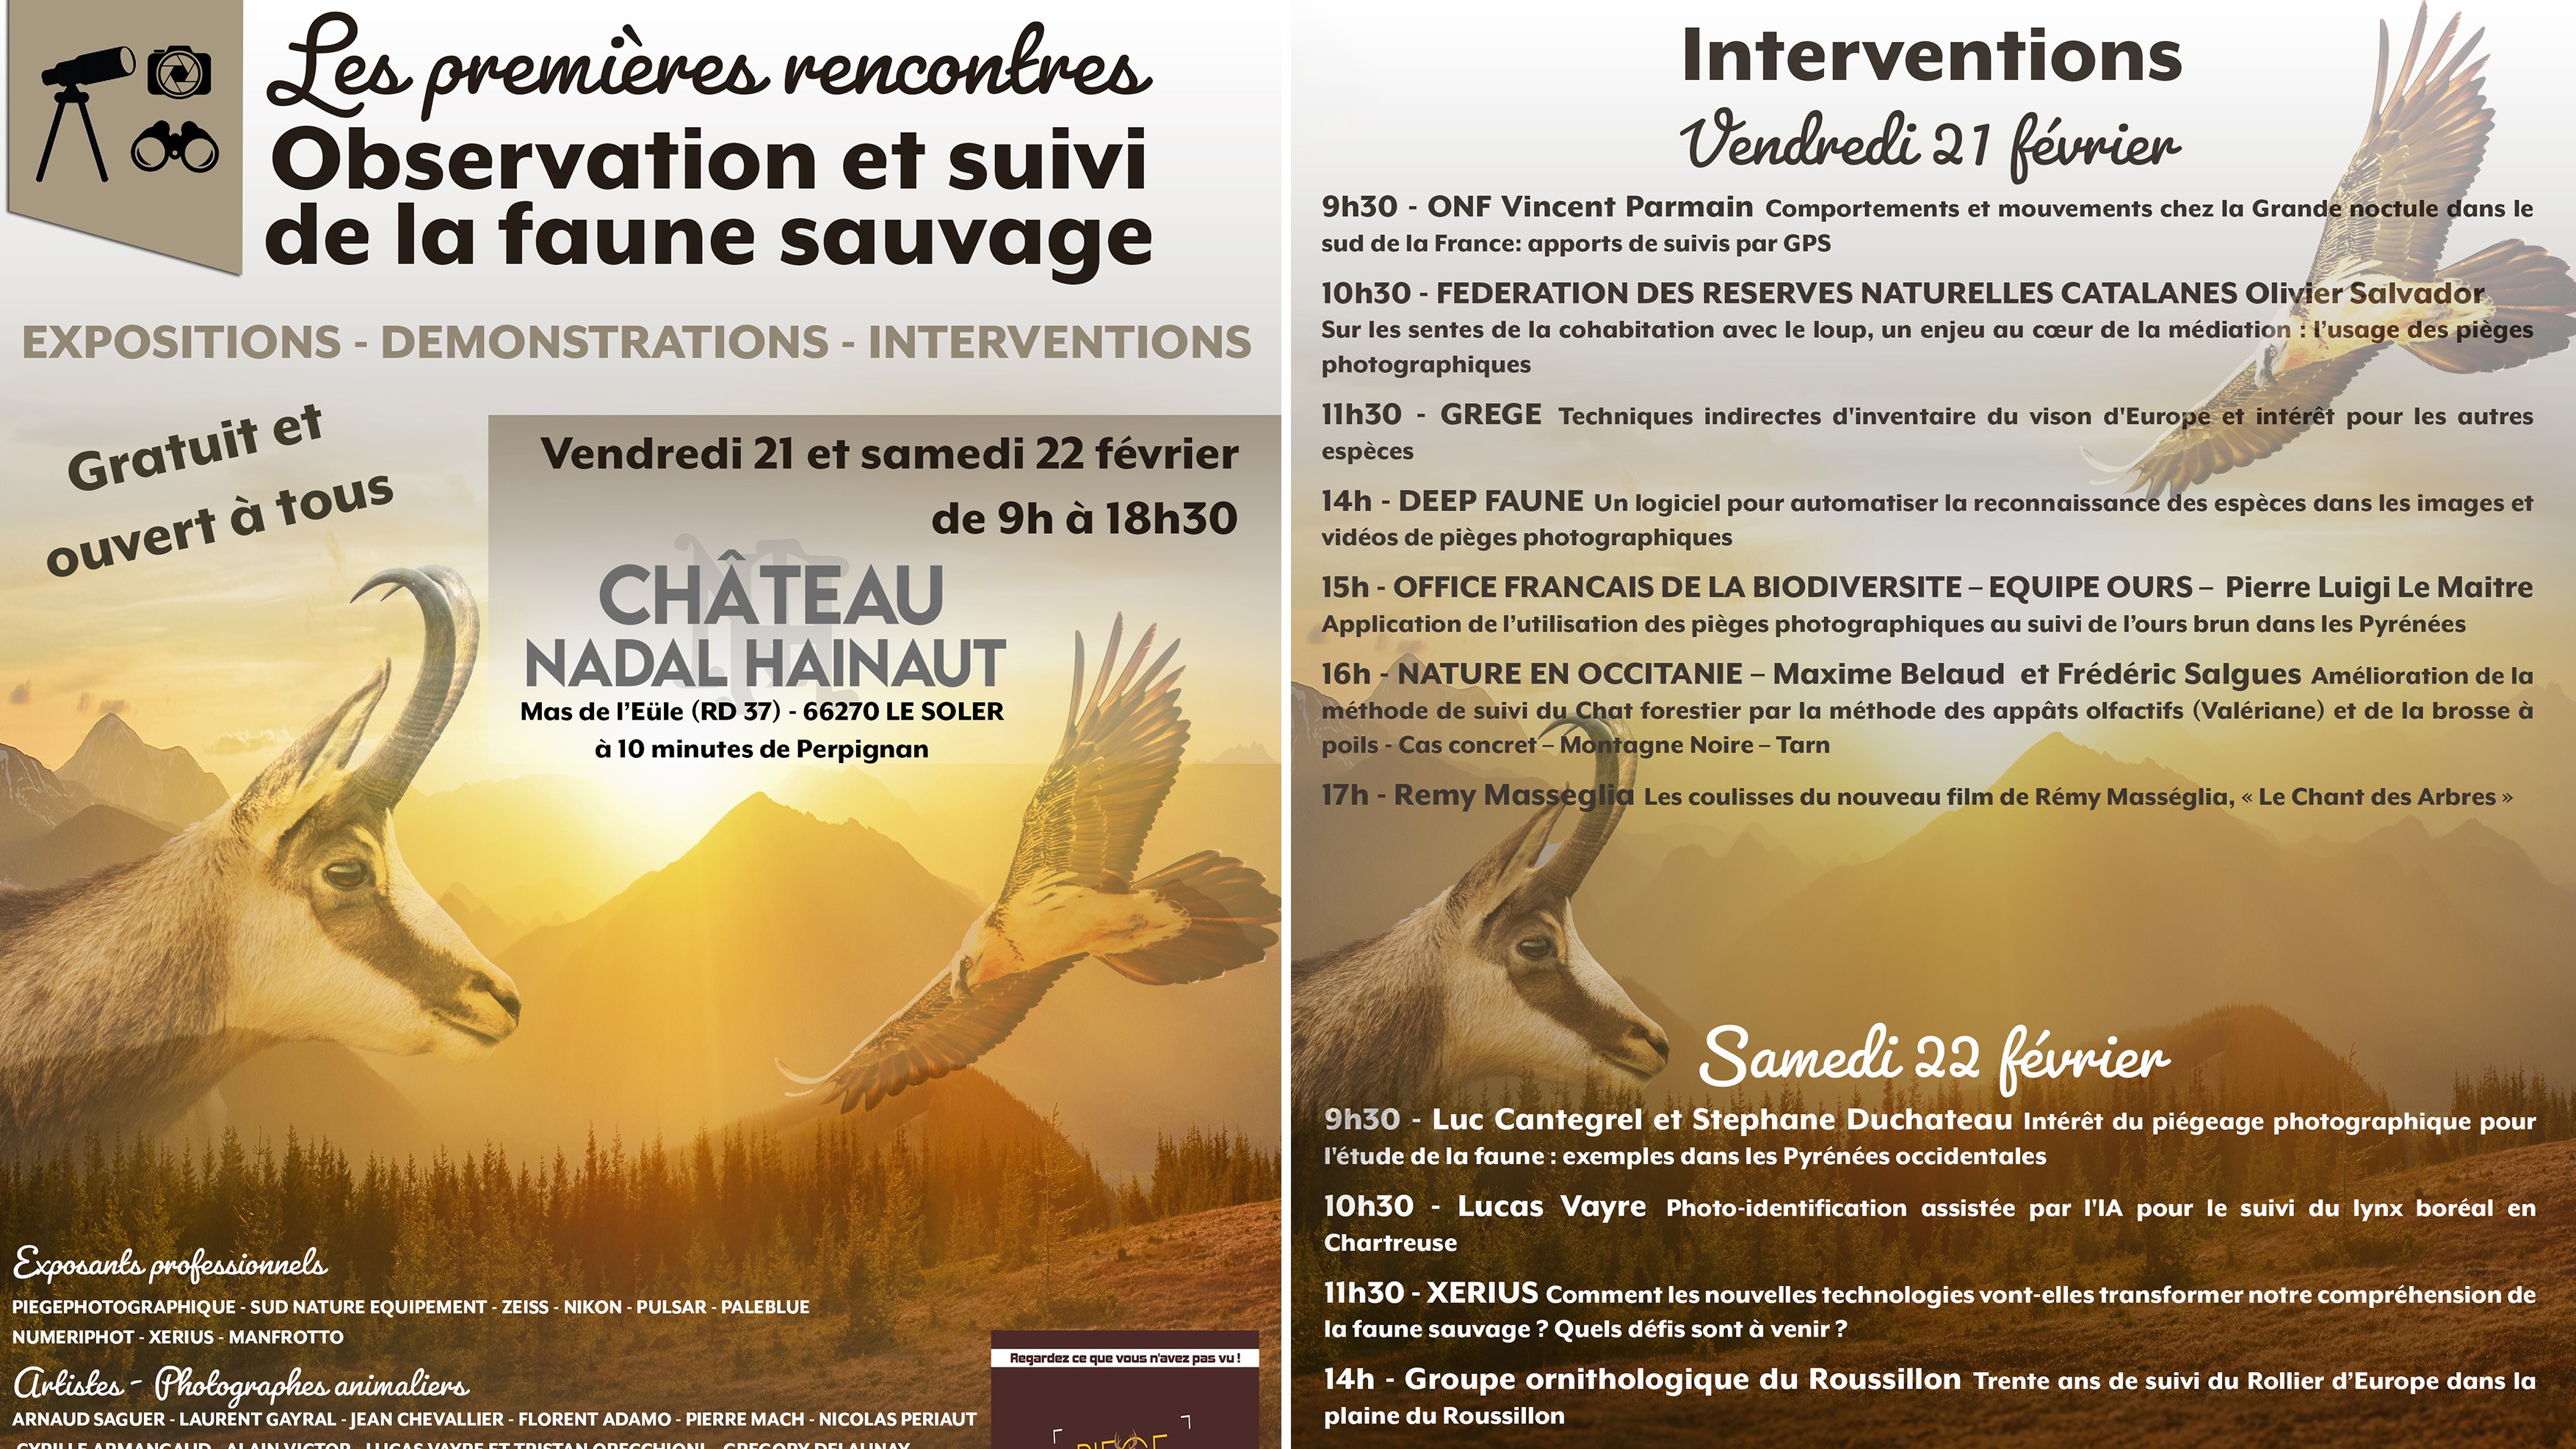 Les premières rencontres
Observation et suivi
de la faune sauvage
EXPOSITIONS - DEMONSTRATIONS - INTERVENTIONS
Gratuit et
ouvert à tous
Vendredi 21 et samedi 22 février
de 9h à 18h30
CHÂTEAU
NADAL HAINAUT
Mas de l'Eüle (RD 37) - 66270 LE SOLER
à 10 minutes de Perpignan
Exposants professionnels
PIEGEPHOTOGRAPHIQUE - SUD NATURE EQUIPEMENT - ZEISS - NIKON - PULSAR - PALEBLUE
NUMERIPHOT - XERIUS - MANFROTTO
Artistes - Photographes animaliers
ARNAUD SAGUER - LAURENT GAYRAL - JEAN CHEVALLIER - FLORENT ADAMO - PIERRE MACH - NICOLAS PERIAUT
CYRILLE ARMANGAUD - ALAIN VICTOR - LUCAS VAYRE ET TRISTAN ORECCHIONI - GREGORY DELAUNAY
Regardez ce que vous n'avez pas vu !
Interventions
Vendredi 21 février
9h30 - ONF Vincent Parmain Comportements et mouvements chez la Grande noctule dans le
sud de la France: apports de suivis par GPS
10h30 - FEDERATION DES RESERVES NATURELLES CATALANES Olivier Salvador
Sur les sentes de la cohabitation avec le loup, un enjeu au cœur de la médiation : l'usage des pièges
photographiques
11h30 - GREGE Techniques indirectes d'inventaire du vison d'Europe et intérêt pour les autres
espèces
14h - DEEP FAUNE Un logiciel pour automatiser la reconnaissance des espèces dans les images et
vidéos de pièges photographiques
15h - OFFICE FRANCAIS DE LA BIODIVERSITE – EQUIPE OURS – Pierre Luigi Le Maitre
Application de l'utilisation des pièges photographiques au suivi de l'ours brun dans les Pyrénées
16h - NATURE EN OCCITANIE – Maxime Belaud et Frédéric Salgues Amélioration de la
méthode de suivi du Chat forestier par la méthode des appâts olfactifs (Valériane) et de la brosse à
poils - Cas concret – Montagne Noire – Tarn
17h - Remy Masseglia Les coulisses du nouveau film de Rémy Masséglia, « Le Chant des Arbres »
Samedi 22 février
9h30 - Luc Cantegrel et Stephane Duchateau Intérêt du piégeage photographique pour
l'étude de la faune : exemples dans les Pyrénées occidentales
10h30 - Lucas Vayre Photo-identification assistée par l'IA pour le suivi du lynx boréal en
Chartreuse
11h30 - XERIUS Comment les nouvelles technologies vont-elles transformer notre compréhension de
la faune sauvage ? Quels défis sont à venir ?
14h - Groupe ornithologique du Roussillon Trente ans de suivi du Rollier d'Europe dans la
plaine du Roussillon